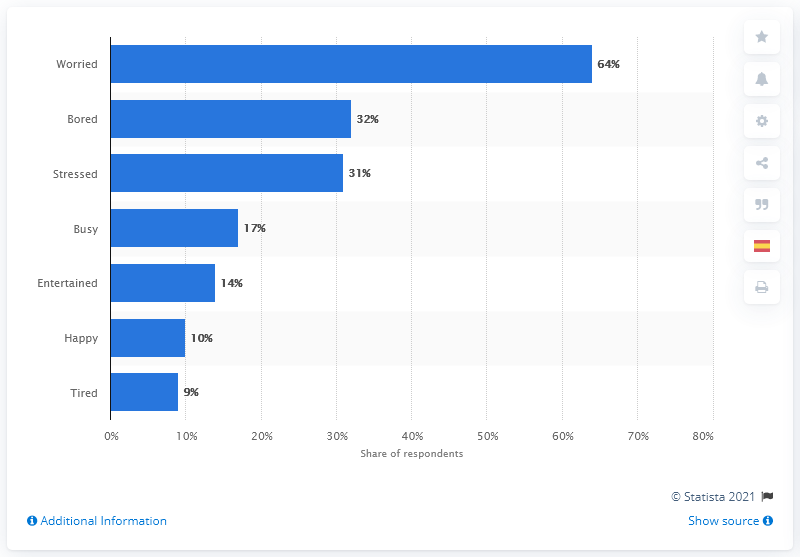 Worried 64%
Bored 32%
Stressed 31%
Busy 17%
Entertained 14%
Happy 10%
Tired 9%
0% 10% 20% 30% 40% 50% 60% 70% 80%
Share of respondents
© Statista 2021
Additional Information Show source